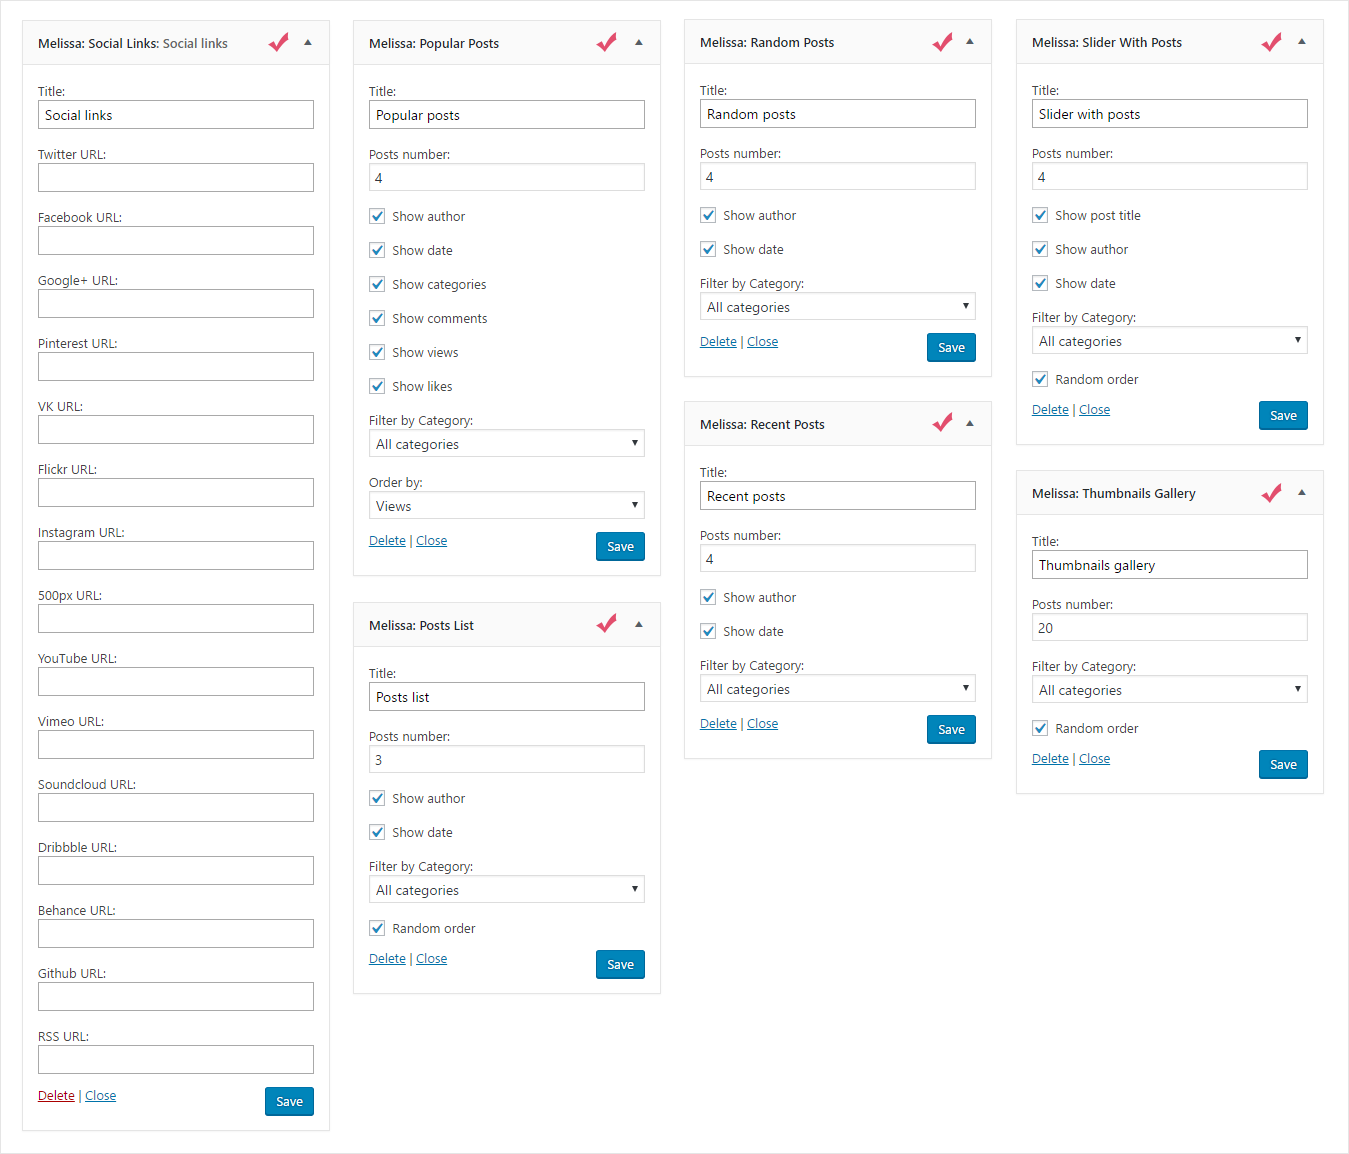 Melissa: Social Links: Social links
Title:
Social links
Twitter URL:
Facebook URL:
Google+ URL:
Pinterest URL:
VK URL:
Flickr URL:
Instagram URL:
500px URL:
YouTube URL:
Vimeo URL:
Soundcloud URL:
Dribbble URL:
Behance URL:
Github URL:
RSS URL:
Delete | Close
Save
Melissa: Popular Posts
Title:
Popular posts
Posts number:
4
Show author
Show date
Show categories
Show comments
Show views
Show likes
Filter by Category:
All categories
Order by:
Views
Delete | Close
Save
Melissa: Posts List
Title:
Posts list
Posts number:
3
Show author
Show date
Filter by Category:
All categories
Random order
Delete | Close
Save
Melissa: Random Posts
Title:
Random posts
Posts number:
4
Show author
Show date
Filter by Category:
All categories
Delete | Close
Save
Melissa: Recent Posts
Title:
Recent posts
Posts number:
4
Show author
Show date
Filter by Category:
All categories
Delete | Close
Save
Melissa: Slider With Posts
Title:
Slider with posts
Posts number:
4
Show post title
Show author
Show date
Filter by Category:
All categories
Random order
Delete | Close
Save
Melissa: Thumbnails Gallery
Title:
Thumbnails gallery
Posts number:
20
Filter by Category:
All categories
Random order
Delete | Close
Save